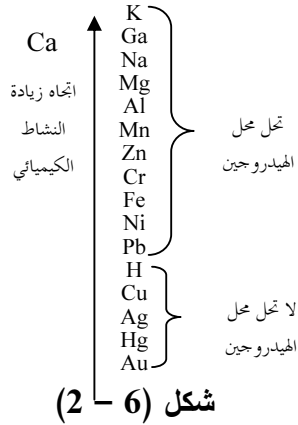 K
Ga
Na
Mg
Al
Mn
Zn
Cr
Fe
Ni
Pb
H
Cu
Ag
Hg
Au
Ca
اتجاه زيادة
النشاط
الكيميائي
تحل محل
الهيدروجين
لا تحل محل
الهيدروجين
شكل (6 – 2)